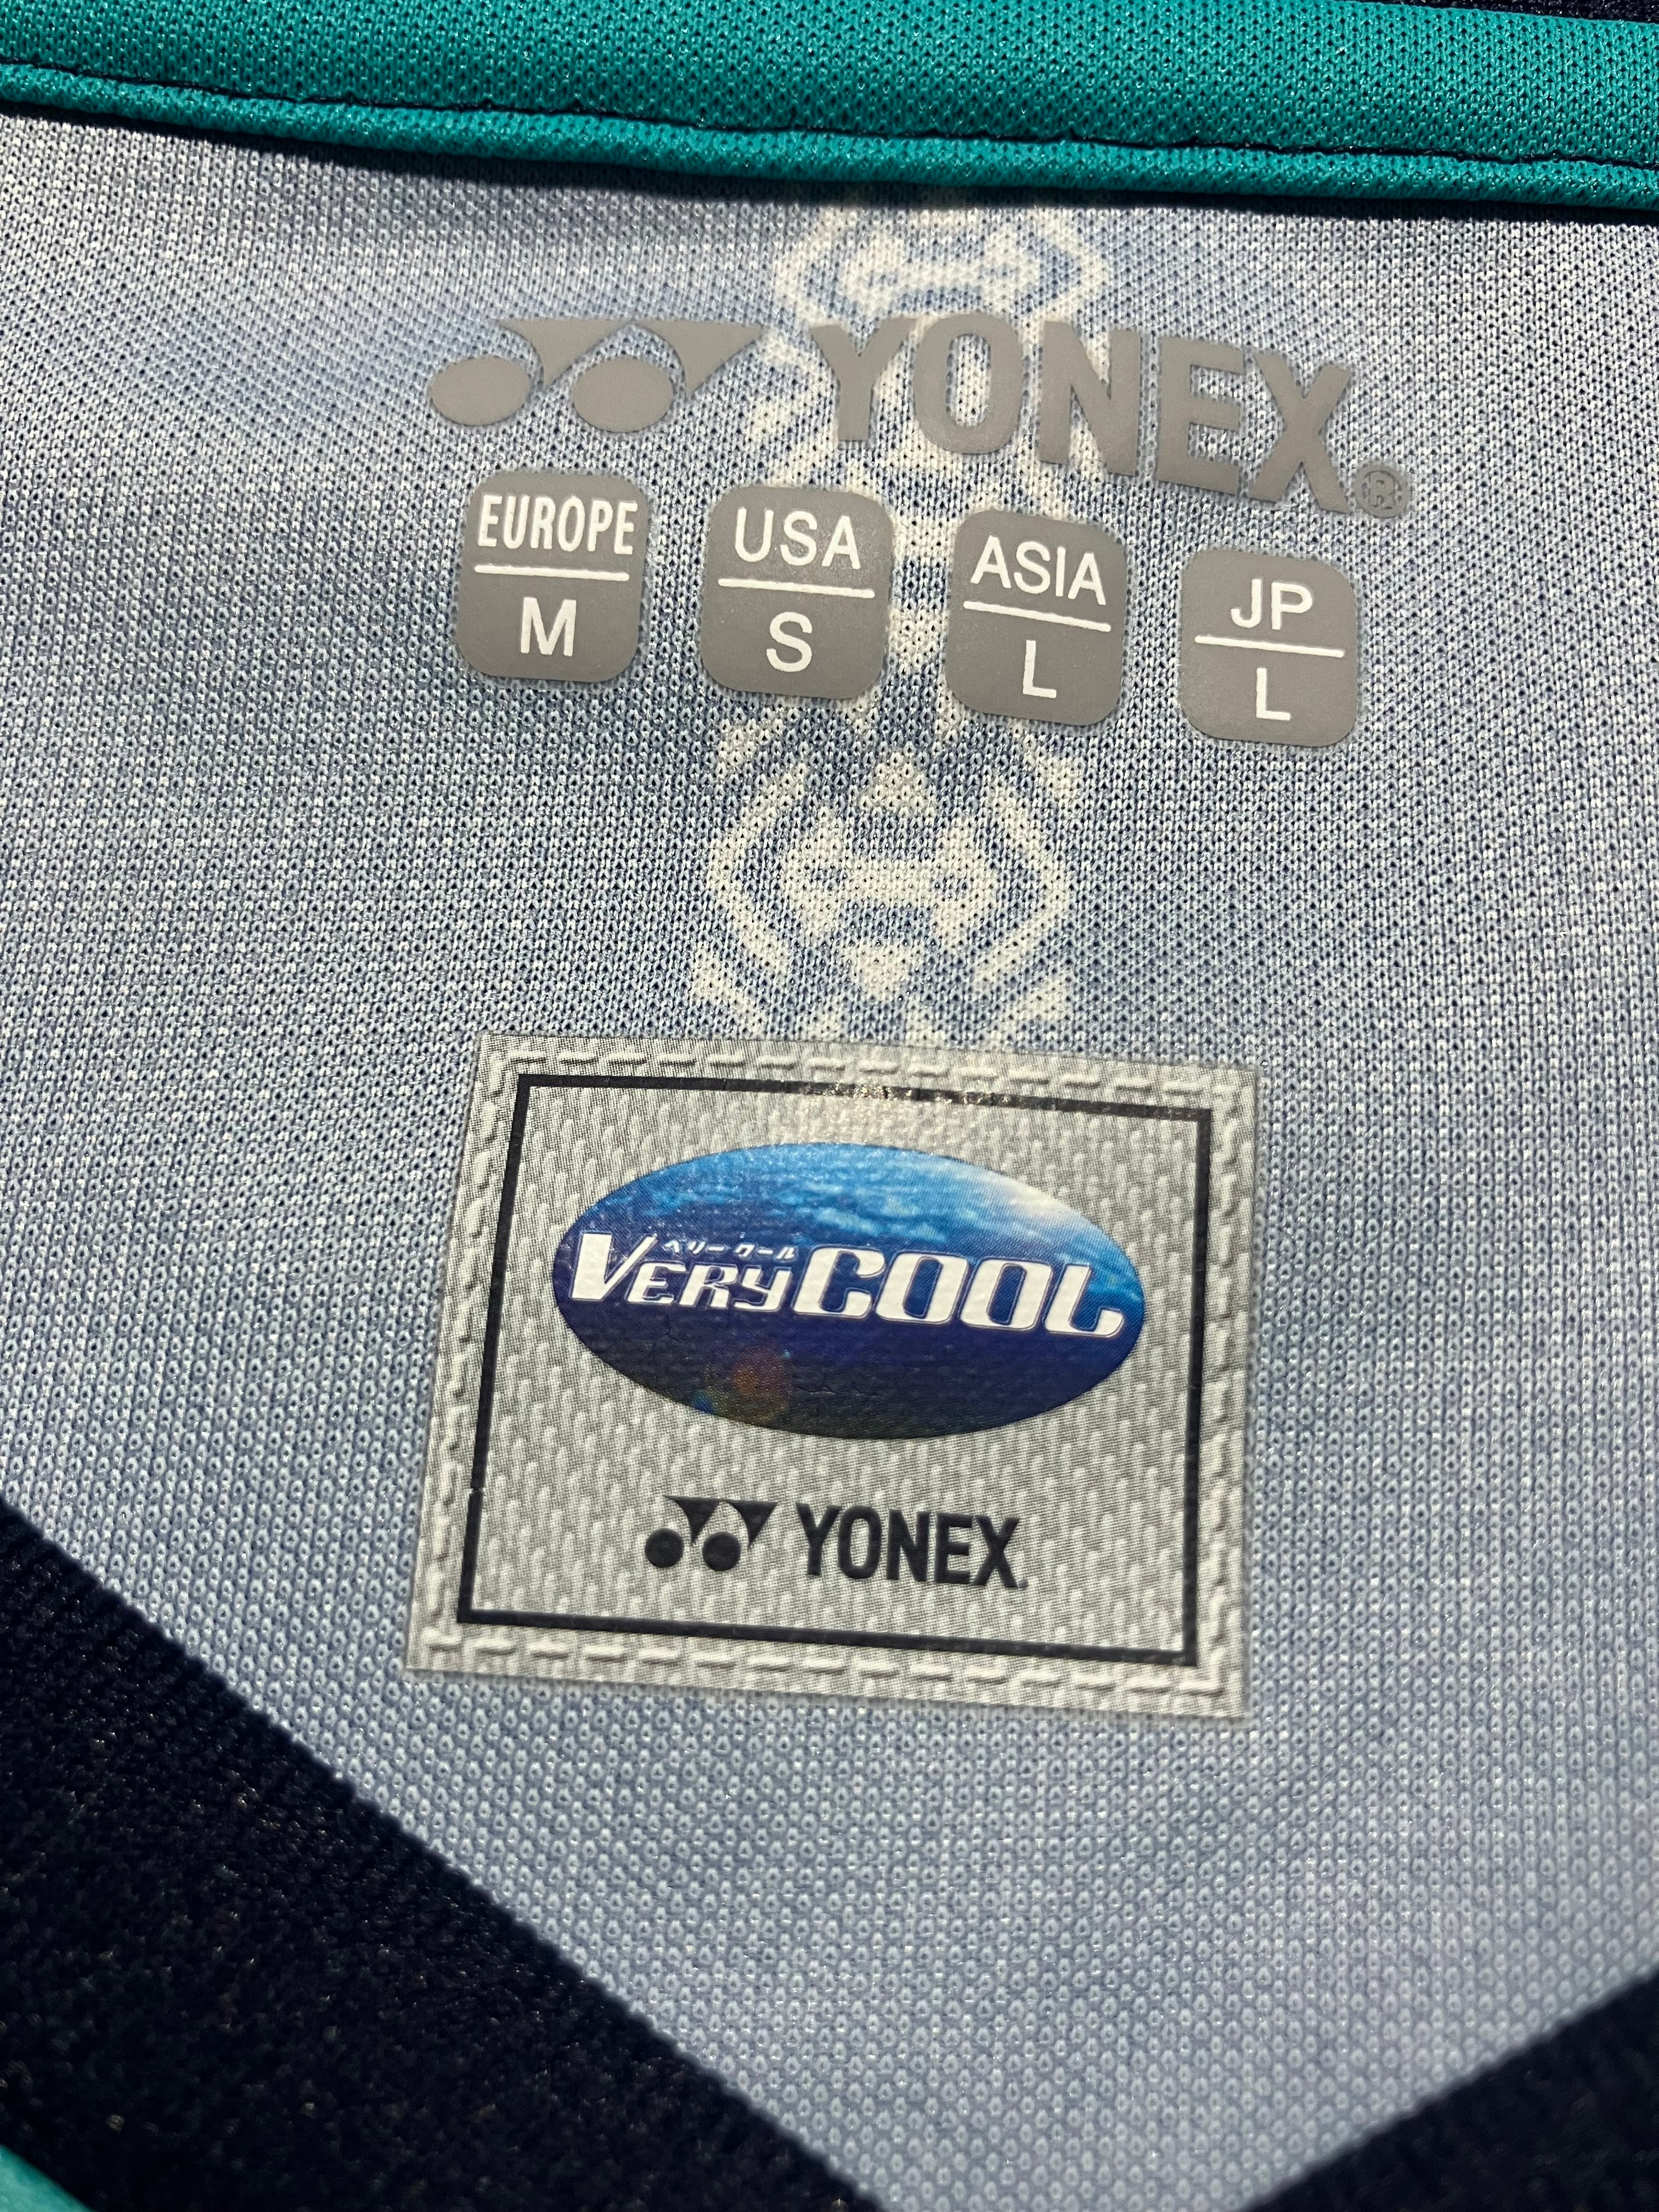 YONEX®
EUROPE USA ASIA JP
M S L L
ベリークール
VERYCOOL
YONEX